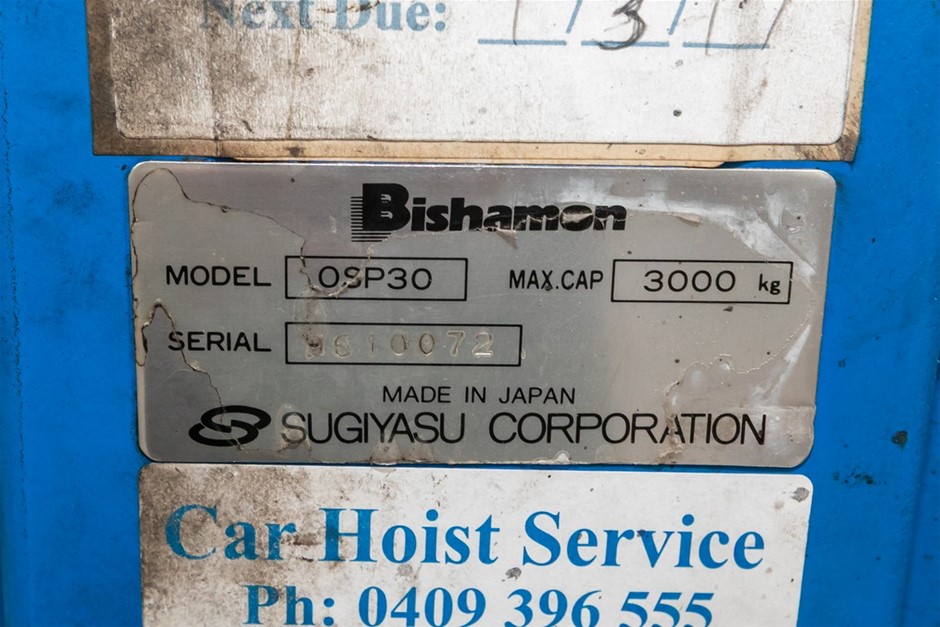 Next Due: / 3 /
Bishamon
MODEL OSP30 MAX.CAP 3000 kg
SERIAL
MADE IN JAPAN
SUGIYASU CORPORATION
Car Hoist Service
Ph: 0409 396 555